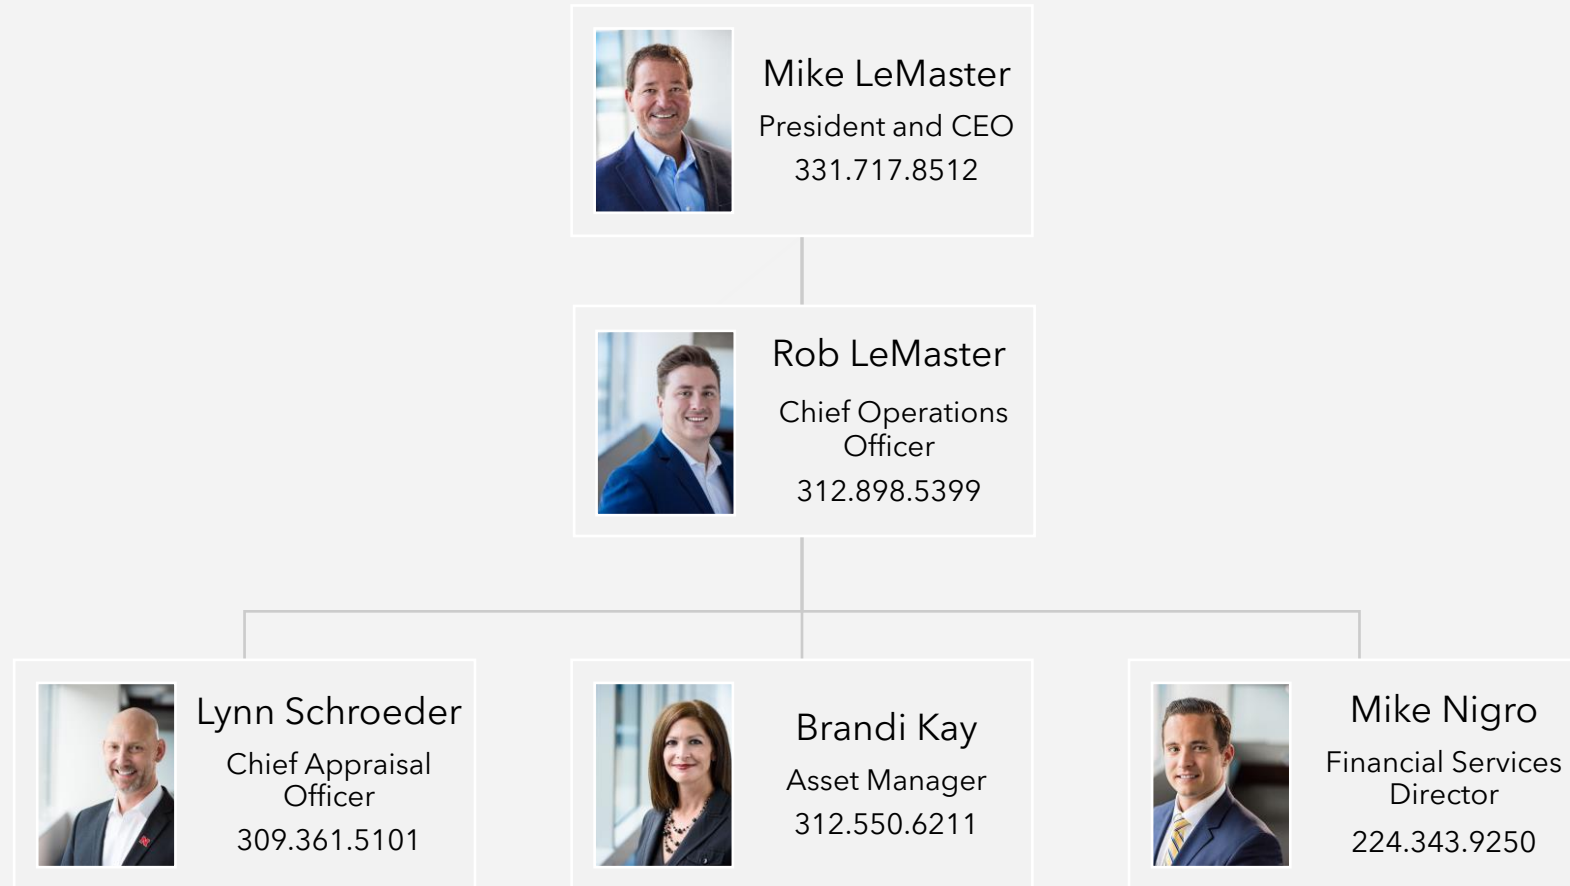 Mike LeMaster
President and CEO
331.717.8512
Rob LeMaster
Chief Operations
Officer
312.898.5399
Lynn Schroeder
Chief Appraisal
Officer
309.361.5101
Brandi Kay
Asset Manager
312.550.6211
Mike Nigro
Financial Services
Director
224.343.9250